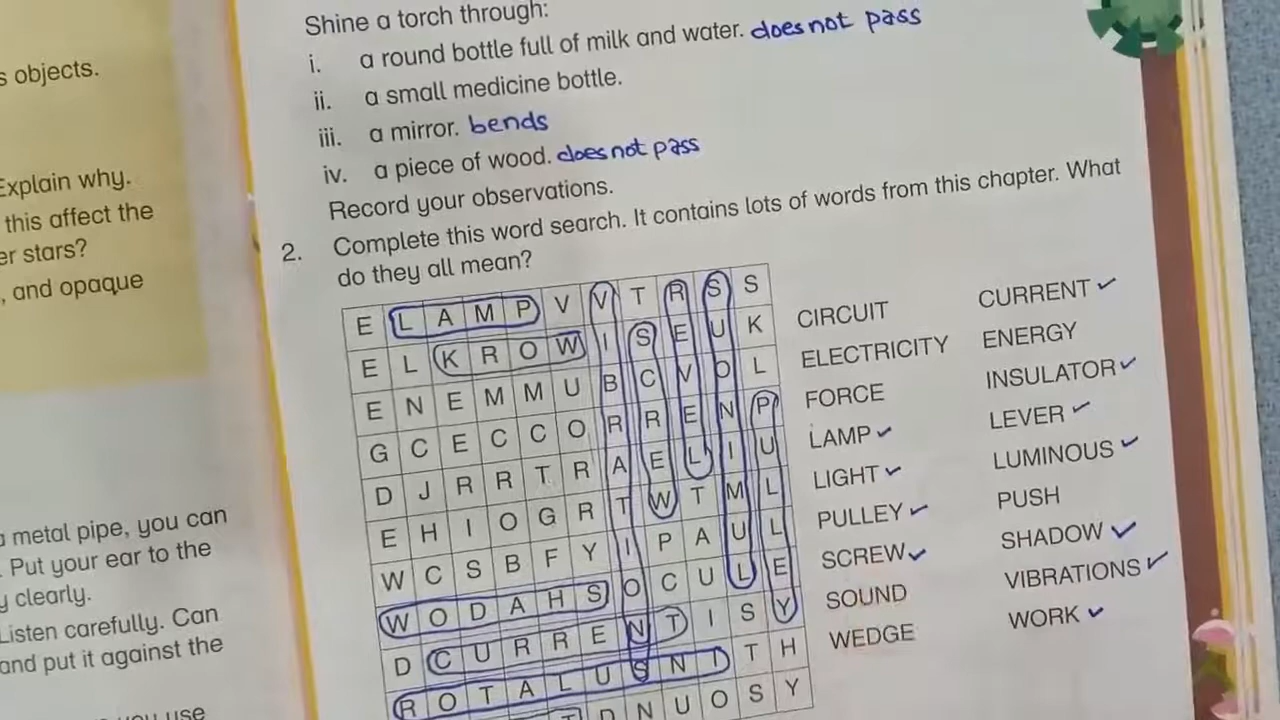 s objects.
Explain why.
this affect the
er stars?
, and opaque
a metal pipe, you can
. Put your ear to the
y clearly.
Listen carefully. Can
and put it against the
you use
Shine a torch through:
i. a round bottle full of milk and water. does not pass
ii. a small medicine bottle.
iii. a mirror. bends
iv. a piece of wood. does not pass
Record your observations.
2. Complete this word search. It contains lots of words from this chapter. What
do they all mean?
E L A M P V V T R S S
E L K R O W I S E U K
E N E M M U B C V O L
G C E C C O R R E N P
D J R R T R A E L I U
E H I O G R T W T M L
W C S B F Y I P A U L
W O D A H S O C U L E
D C U R R E N T I S Y
R O T A L U S N I T H
D N U O S Y
CIRCUIT
ELECTRICITY
FORCE
LAMP ✓
LIGHT ✓
PULLEY ✓
SCREW ✓
SOUND
WEDGE
CURRENT ✓
ENERGY
INSULATOR ✓
LEVER ✓
LUMINOUS ✓
PUSH
SHADOW ✓
VIBRATIONS ✓
WORK ✓